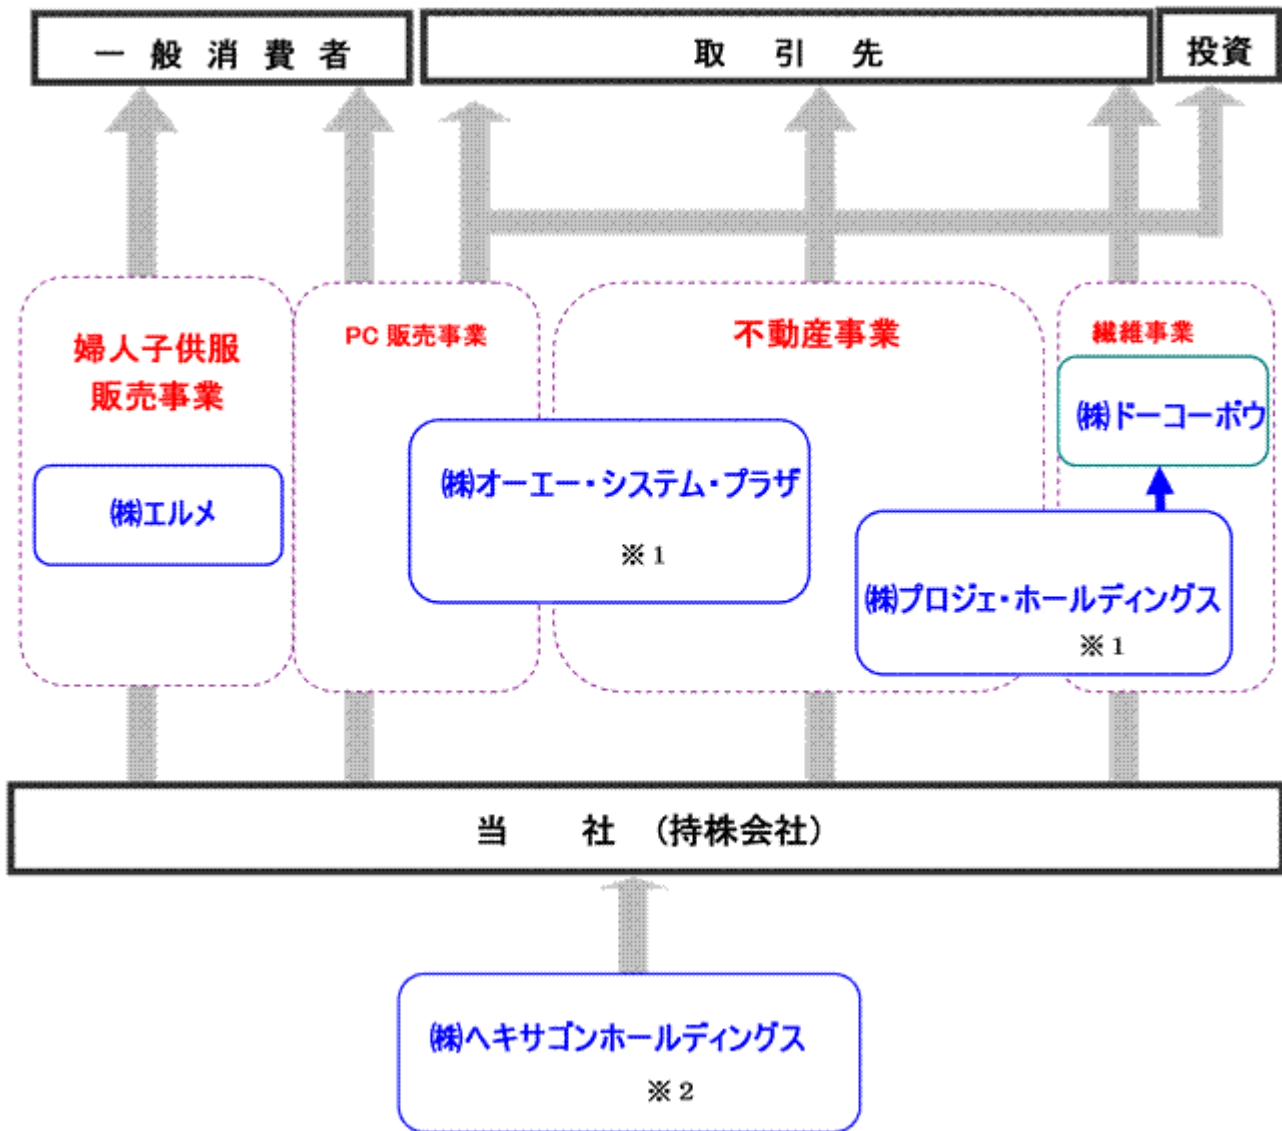 一 般 消 費 者
取 引 先
投資
婦人子供服
販売事業
PC 販売事業
不動産事業
繊維事業
㈱ドーコーボウ
㈱オーエー・システム・プラザ
※1
㈱エルメ
㈱プロジェ・ホールディングス
※1
当 社 (持株会社)
㈱ヘキサゴンホールディングス
※2